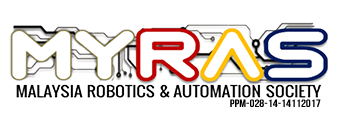 MYRAS
MALAYSIA ROBOTICS & AUTOMATION SOCIETY
PPM-028-14-14112017